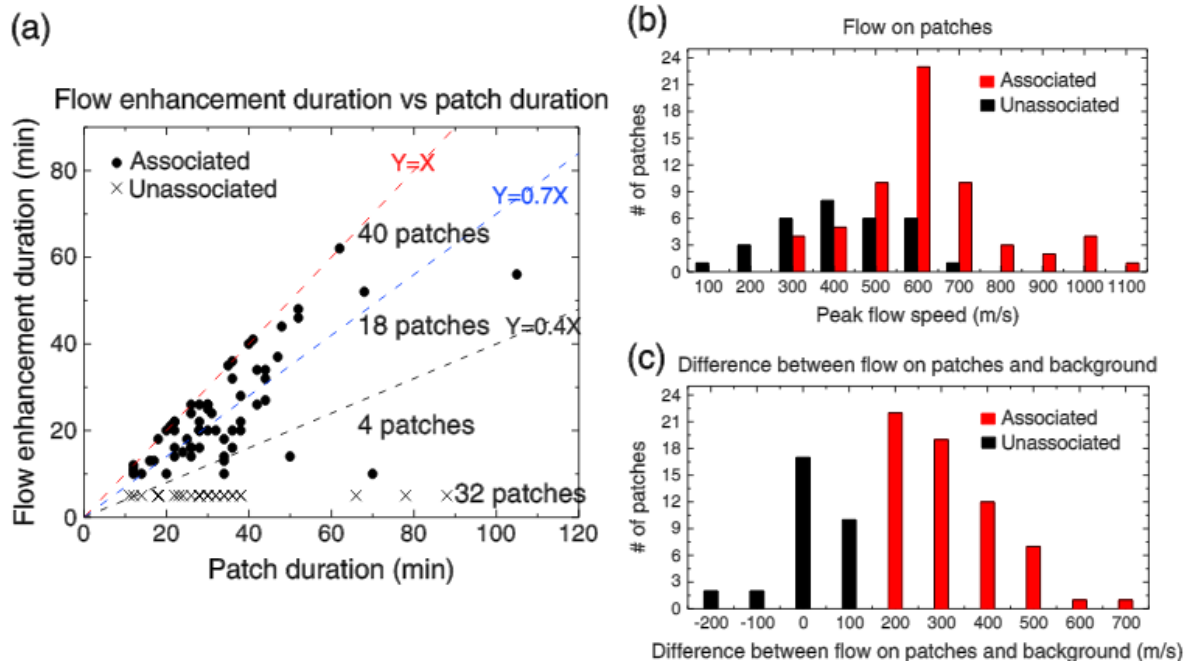 (a)
Flow enhancement duration vs patch duration
Flow enhancement duration (min)
80
60
40
20
0
Associated
Unassociated
Y=X
Y=0.7X
40 patches
18 patches
Y=0.4X
4 patches
32 patches
0 20 40 60 80 100 120
Patch duration (min)
(b)
Flow on patches
# of patches
24
21
18
15
12
9
6
3
0
Associated
Unassociated
100 200 300 400 500 600 700 800 900 1000 1100
Peak flow speed (m/s)
(c)
Difference between flow on patches and background
# of patches
24
21
18
15
12
9
6
3
0
Associated
Unassociated
-200 -100 0 100 200 300 400 500 600 700
Difference between flow on patches and background (m/s)